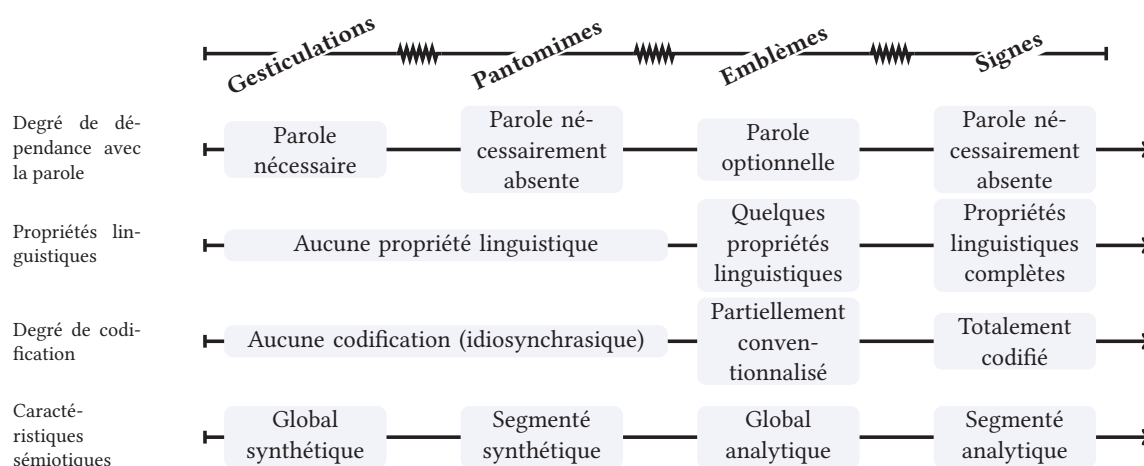 Gesticulations
Pantomimes
Emblèmes
Signes
Degré de dé-
pendance avec
la parole
Parole
nécessaire
Parole né-
cessairement
absente
Parole
optionnelle
Parole né-
cessairement
absente
Propriétés lin-
guistiques
Aucune propriété linguistique
Quelques
propriétés
linguistiques
Propriétés
linguistiques
complètes
Degré de codi-
fication
Aucune codification (idiosynchrasique)
Partiellement
conven-
tionnalisé
Totalement
codifié
Caracté-
ristiques
sémiotiques
Global
synthétique
Segmenté
synthétique
Global
analytique
Segmenté
analytique